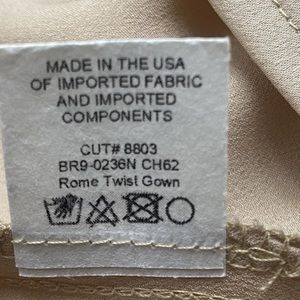 MADE IN THE USA
OF IMPORTED FABRIC
AND IMPORTED
COMPONENTS
CUT# 8803
BR9-0236N CH62
Rome Twist Gown